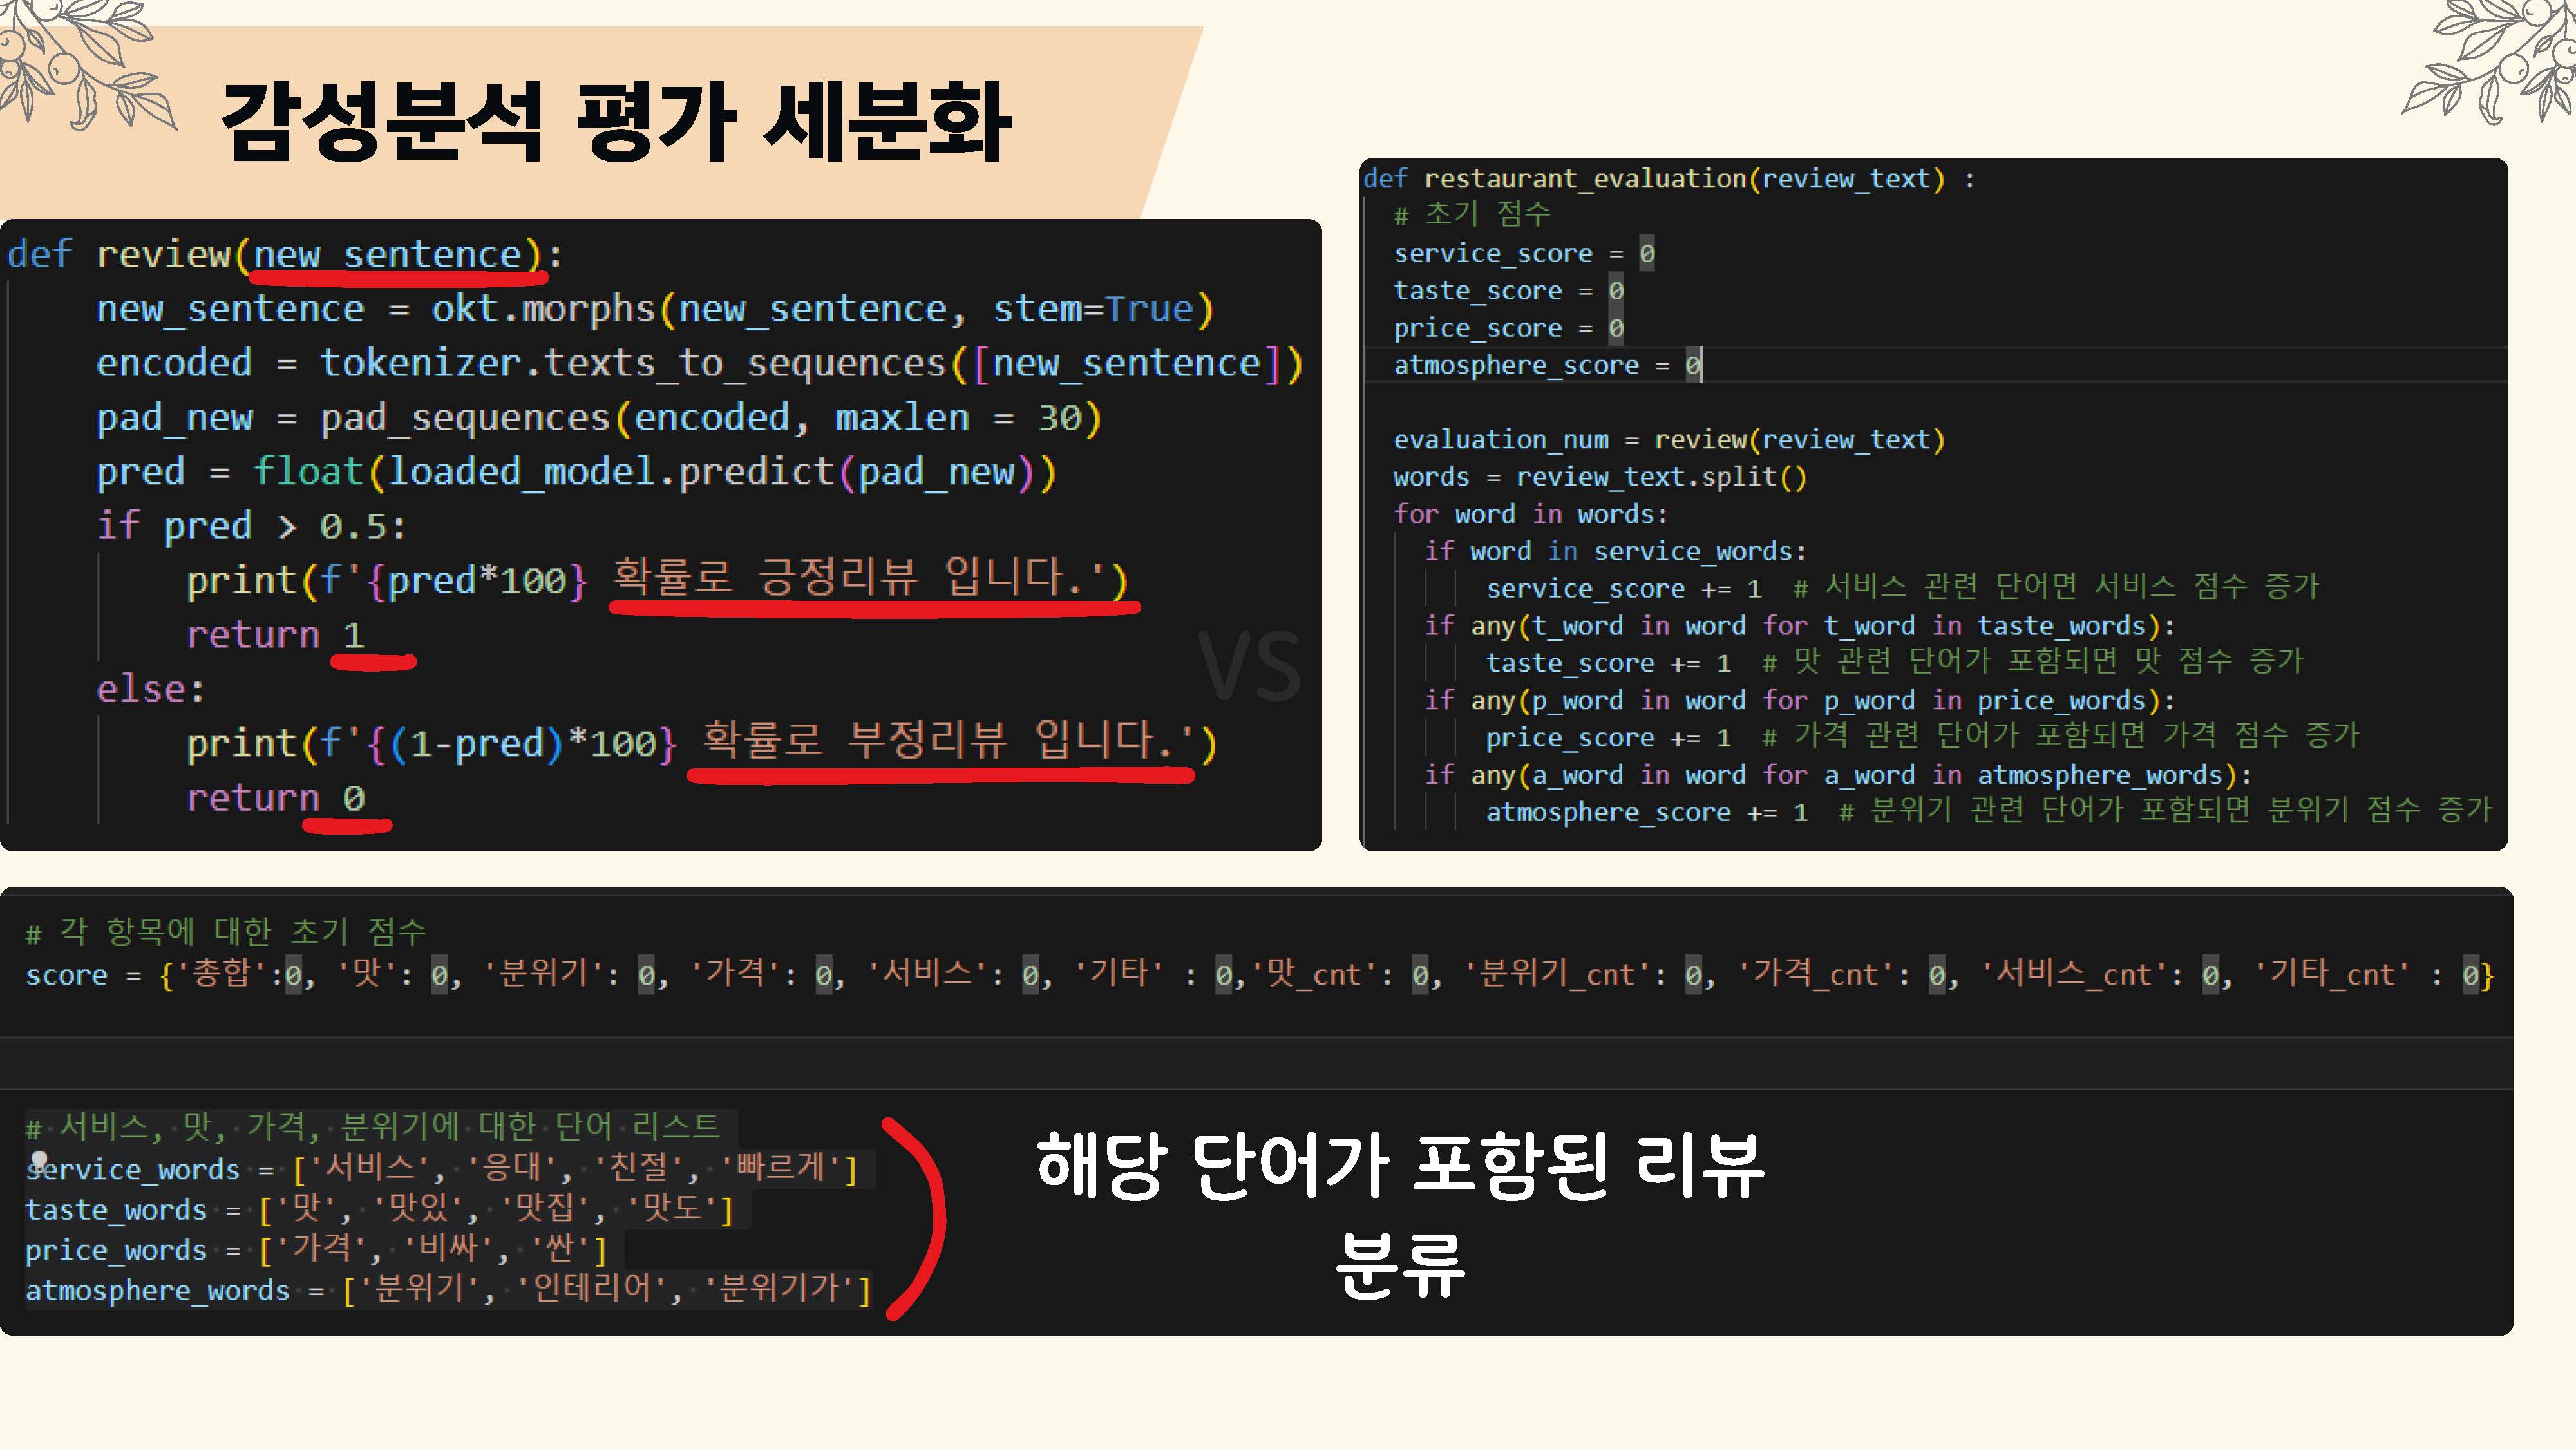 감성분석 평가 세분화
def review(new_sentence):
new_sentence = okt.morphs(new_sentence, stem=True)
encoded = tokenizer.texts_to_sequences([new_sentence])
pad_new = pad_sequences(encoded, maxlen = 30)
pred = float(loaded_model.predict(pad_new))
if pred > 0.5:
print(f'{pred*100} 확률로 긍정리뷰 입니다.')
return 1
else:
print(f'{(1-pred)*100} 확률로 부정리뷰 입니다.')
return 0
VS
def restaurant_evaluation(review_text) :
# 초기 점수
service_score = 0
taste_score = 0
price_score = 0
atmosphere_score = 0
evaluation_num = review(review_text)
words = review_text.split()
for word in words:
if word in service_words:
service_score += 1 # 서비스 관련 단어면 서비스 점수 증가
if any(t_word in word for t_word in taste_words):
taste_score += 1 # 맛 관련 단어가 포함되면 맛 점수 증가
if any(p_word in word for p_word in price_words):
price_score += 1 # 가격 관련 단어가 포함되면 가격 점수 증가
if any(a_word in word for a_word in atmosphere_words):
atmosphere_score += 1 # 분위기 관련 단어가 포함되면 분위기 점수 증가
# 각 항목에 대한 초기 점수
score = {'총합':0, '맛': 0, '분위기': 0, '가격': 0, '서비스': 0, '기타' : 0,'맛_cnt': 0, '분위기_cnt': 0, '가격_cnt': 0, '서비스_cnt': 0, '기타_cnt' : 0}
# 서비스, 맛, 가격, 분위기에 대한 단어 리스트
service_words = ['서비스', '응대', '친절', '빠르게']
taste_words = ['맛', '맛있', '맛집', '맛도']
price_words = ['가격', '비싸', '싼']
atmosphere_words = ['분위기', '인테리어', '분위기가']
해당 단어가 포함된 리뷰
분류